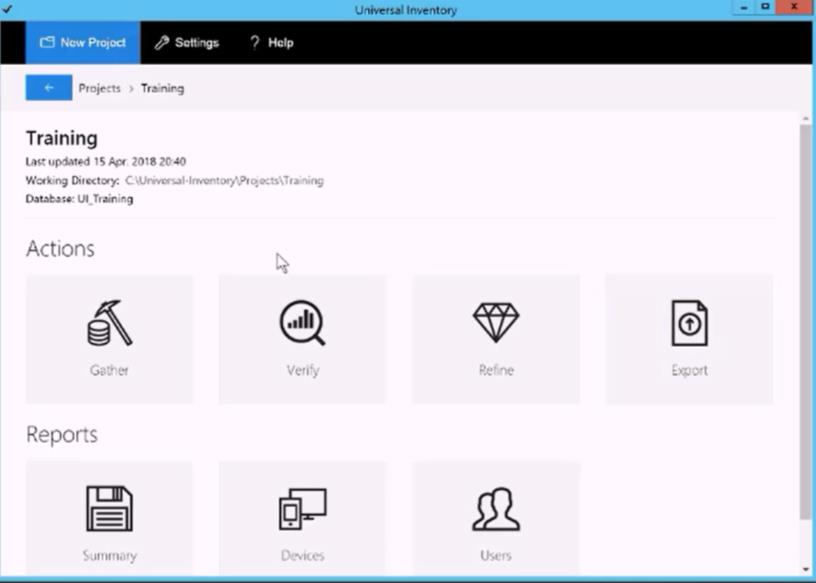 Universal Inventory
New Project Settings ? Help
Projects > Training
Training
Last updated 15 Apr. 2018 20:40
Working Directory: C:\Universal-Inventory\Projects\Training
Database: UI_Training
Actions
Gather Verify Refine Export
Reports
Summary Devices Users